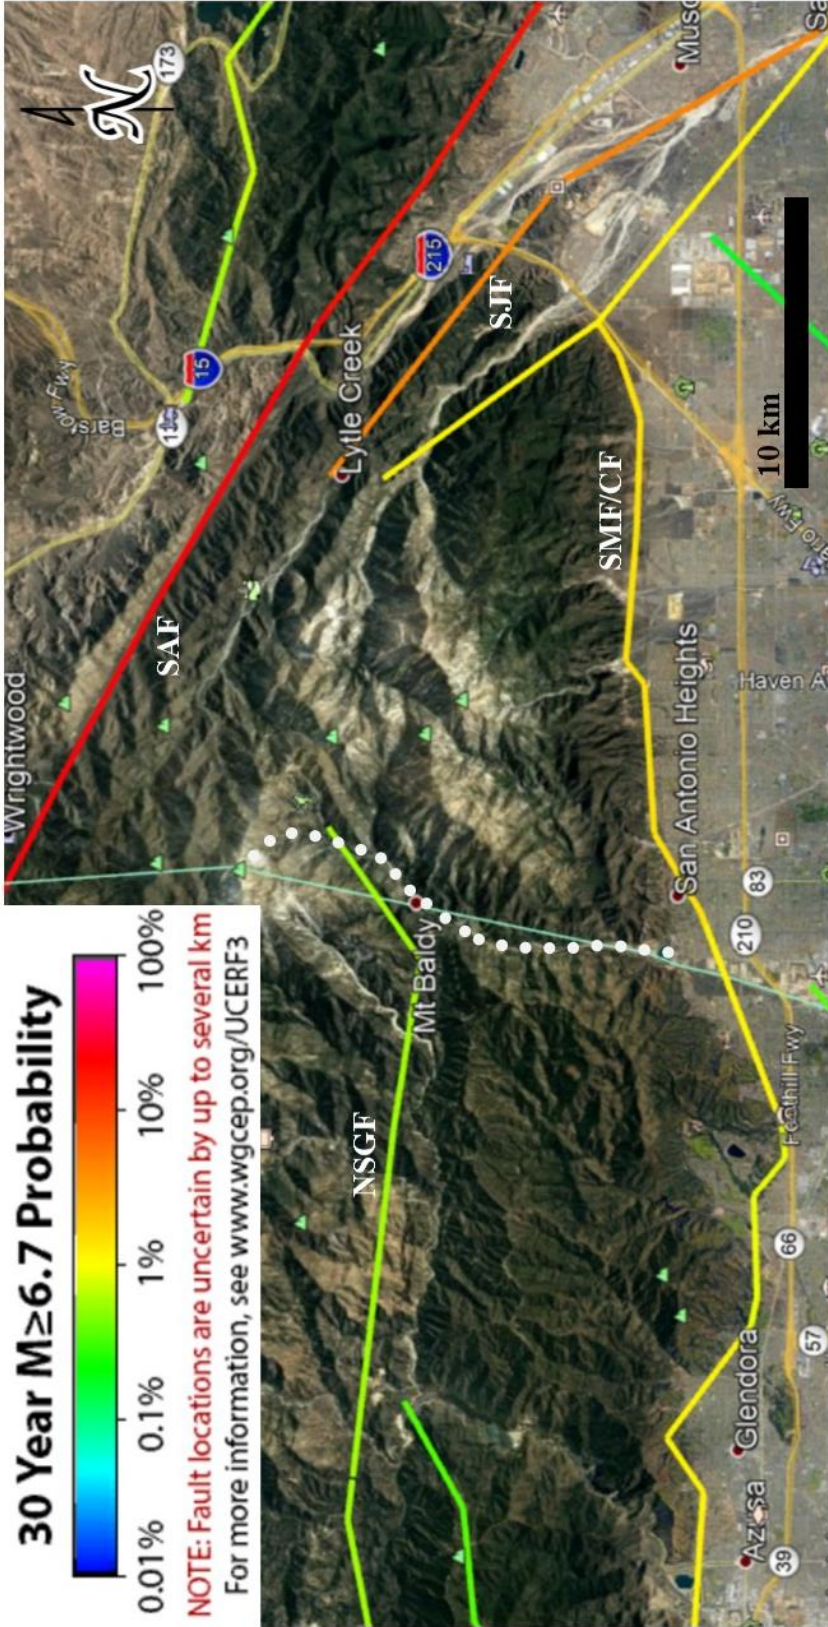 30 Year M≥6.7 Probability
0.01% 0.1% 1% 10% 100%
NOTE: Fault locations are uncertain by up to several km
For more information, see www.wgcep.org/UCERF3
N
Wrightwood
173
15
215
SAF
Lytle Creek
SJF
NSGF
Mt Baldy
SMF/CF
10 km
San Antonio Heights
Haven A
83
210
Foothill Fwy
66
57
Glendora
Azusa
39
Musc
Sa